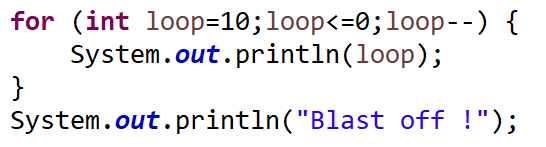 for (int loop=10;loop<=0;loop--) {
    System.out.println(loop);
}
System.out.println("Blast off !");